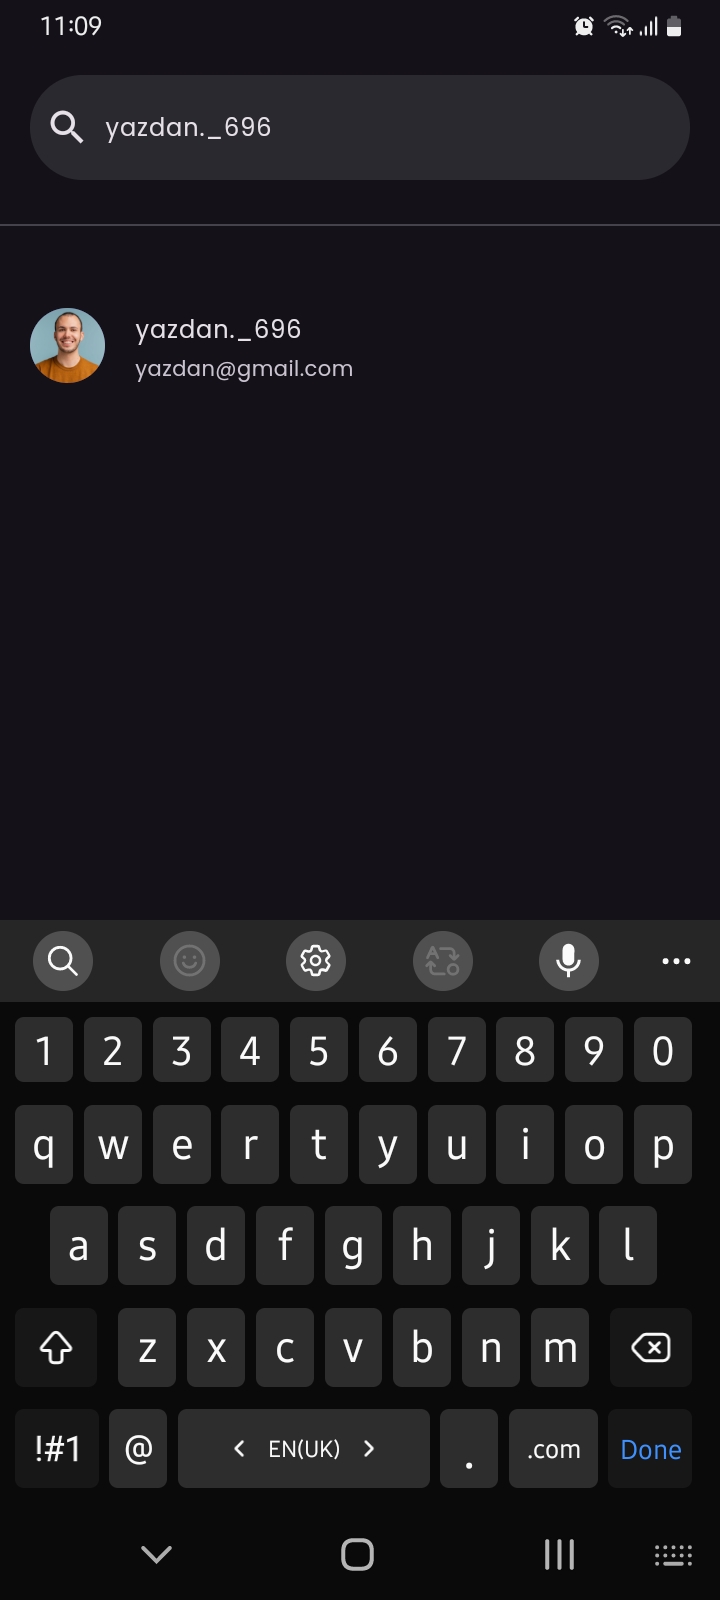 11:09
yazdan._696
yazdan._696
yazdan@gmail.com
1 2 3 4 5 6 7 8 9 0
q w e r t y u i o p
a s d f g h j k l
z x c v b n m
!#1 @ < EN(UK) > . .com Done